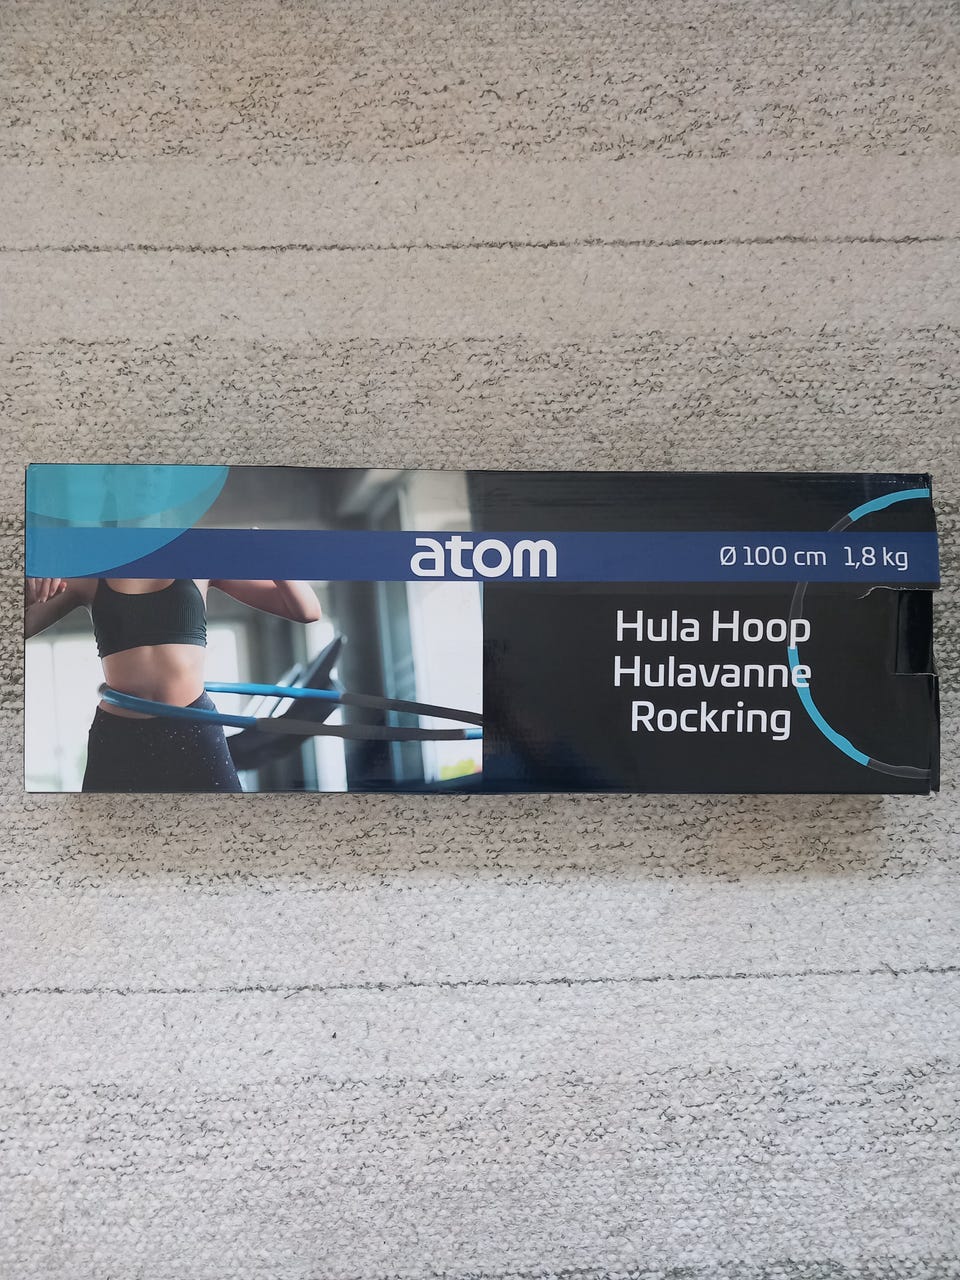 atom
Ø 100 cm 1,8 kg
Hula Hoop
Hulavanne
Rockring